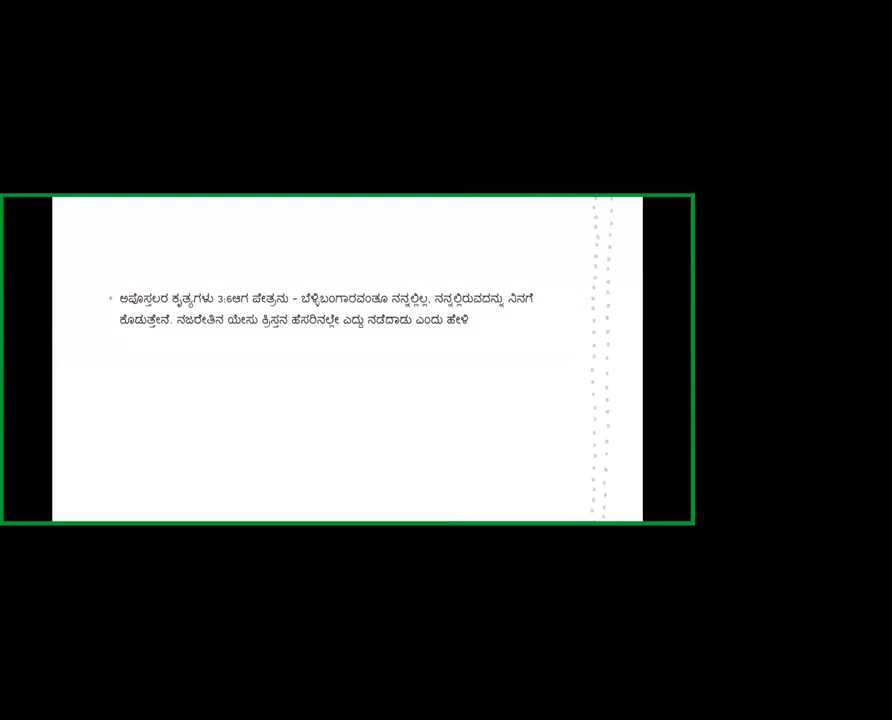 • ಅಪೊಸ್ತಲರ ಕೃತ್ಯಗಳು 3:6ಆಗ ಪೇತ್ರನು - ಬೆಳ್ಳಿಬಂಗಾರವಂತೂ ನನ್ನಲ್ಲಿಲ್ಲ, ನನ್ನಲ್ಲಿರುವದನ್ನು ನಿನಗೆ
ಕೊಡುತ್ತೇನೆ. ನಜರೇತಿನ ಯೇಸು ಕ್ರಿಸ್ತನ ಹೆಸರಿನಲ್ಲೇ ಎದ್ದು ನಡೆದಾಡು ಎಂದು ಹೇಳಿ